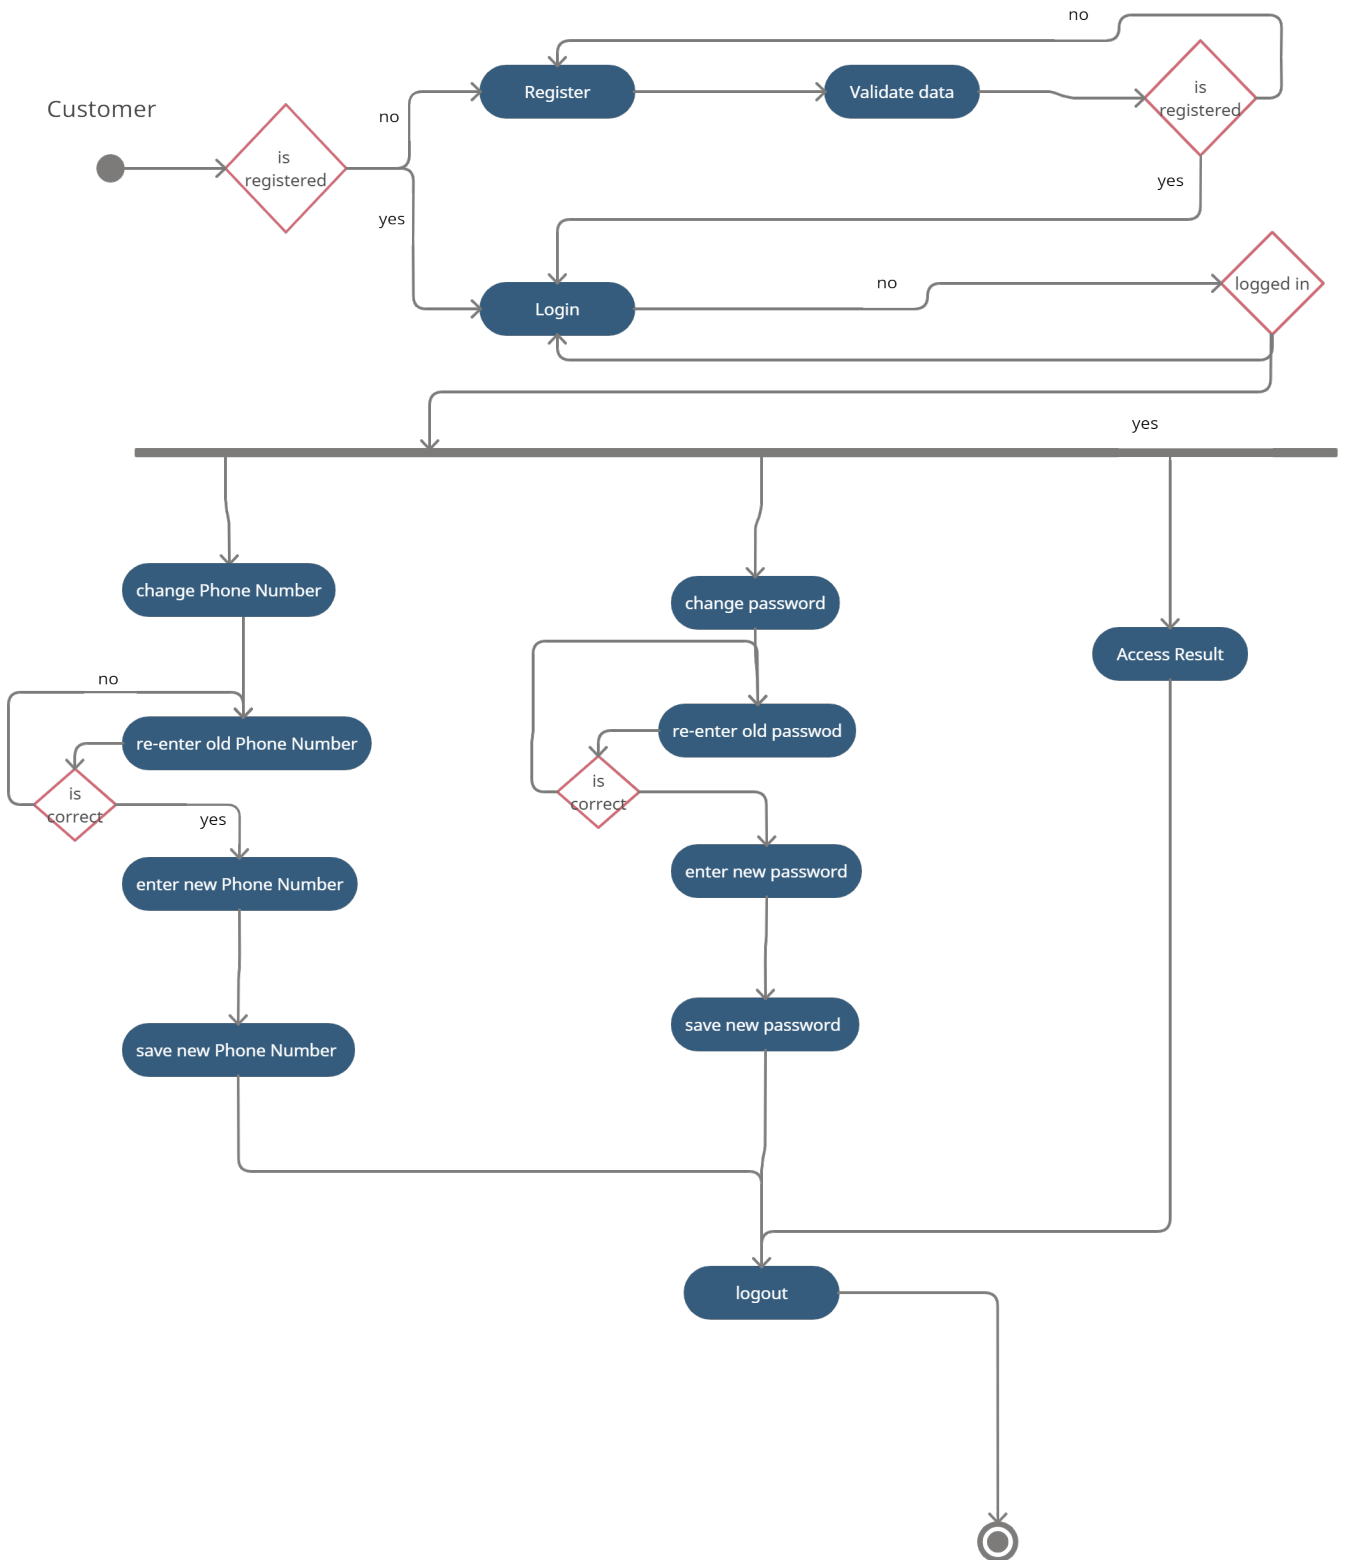 no
Register
Validate data
is
registered
Customer
no
is
registered
yes
yes
Login
no
logged in
yes
change Phone Number
change password
Access Result
no
re-enter old Phone Number
re-enter old passwod
is
correct
is
correct
yes
enter new Phone Number
enter new password
save new Phone Number
save new password
logout